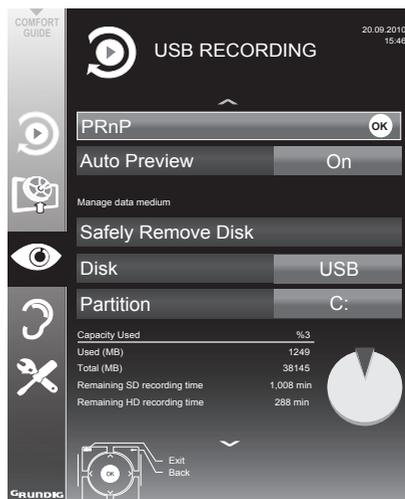 COMFORT
GUIDE
USB RECORDING
20.09.2010
15:46
PRnP OK
Auto Preview On
Manage data medium
Safely Remove Disk
Disk USB
Partition C:
Capacity Used %3
Used (MB) 1249
Total (MB) 38145
Remaining SD recording time 1,008 min
Remaining HD recording time 288 min
Exit
Back
OK
GRUNDIG